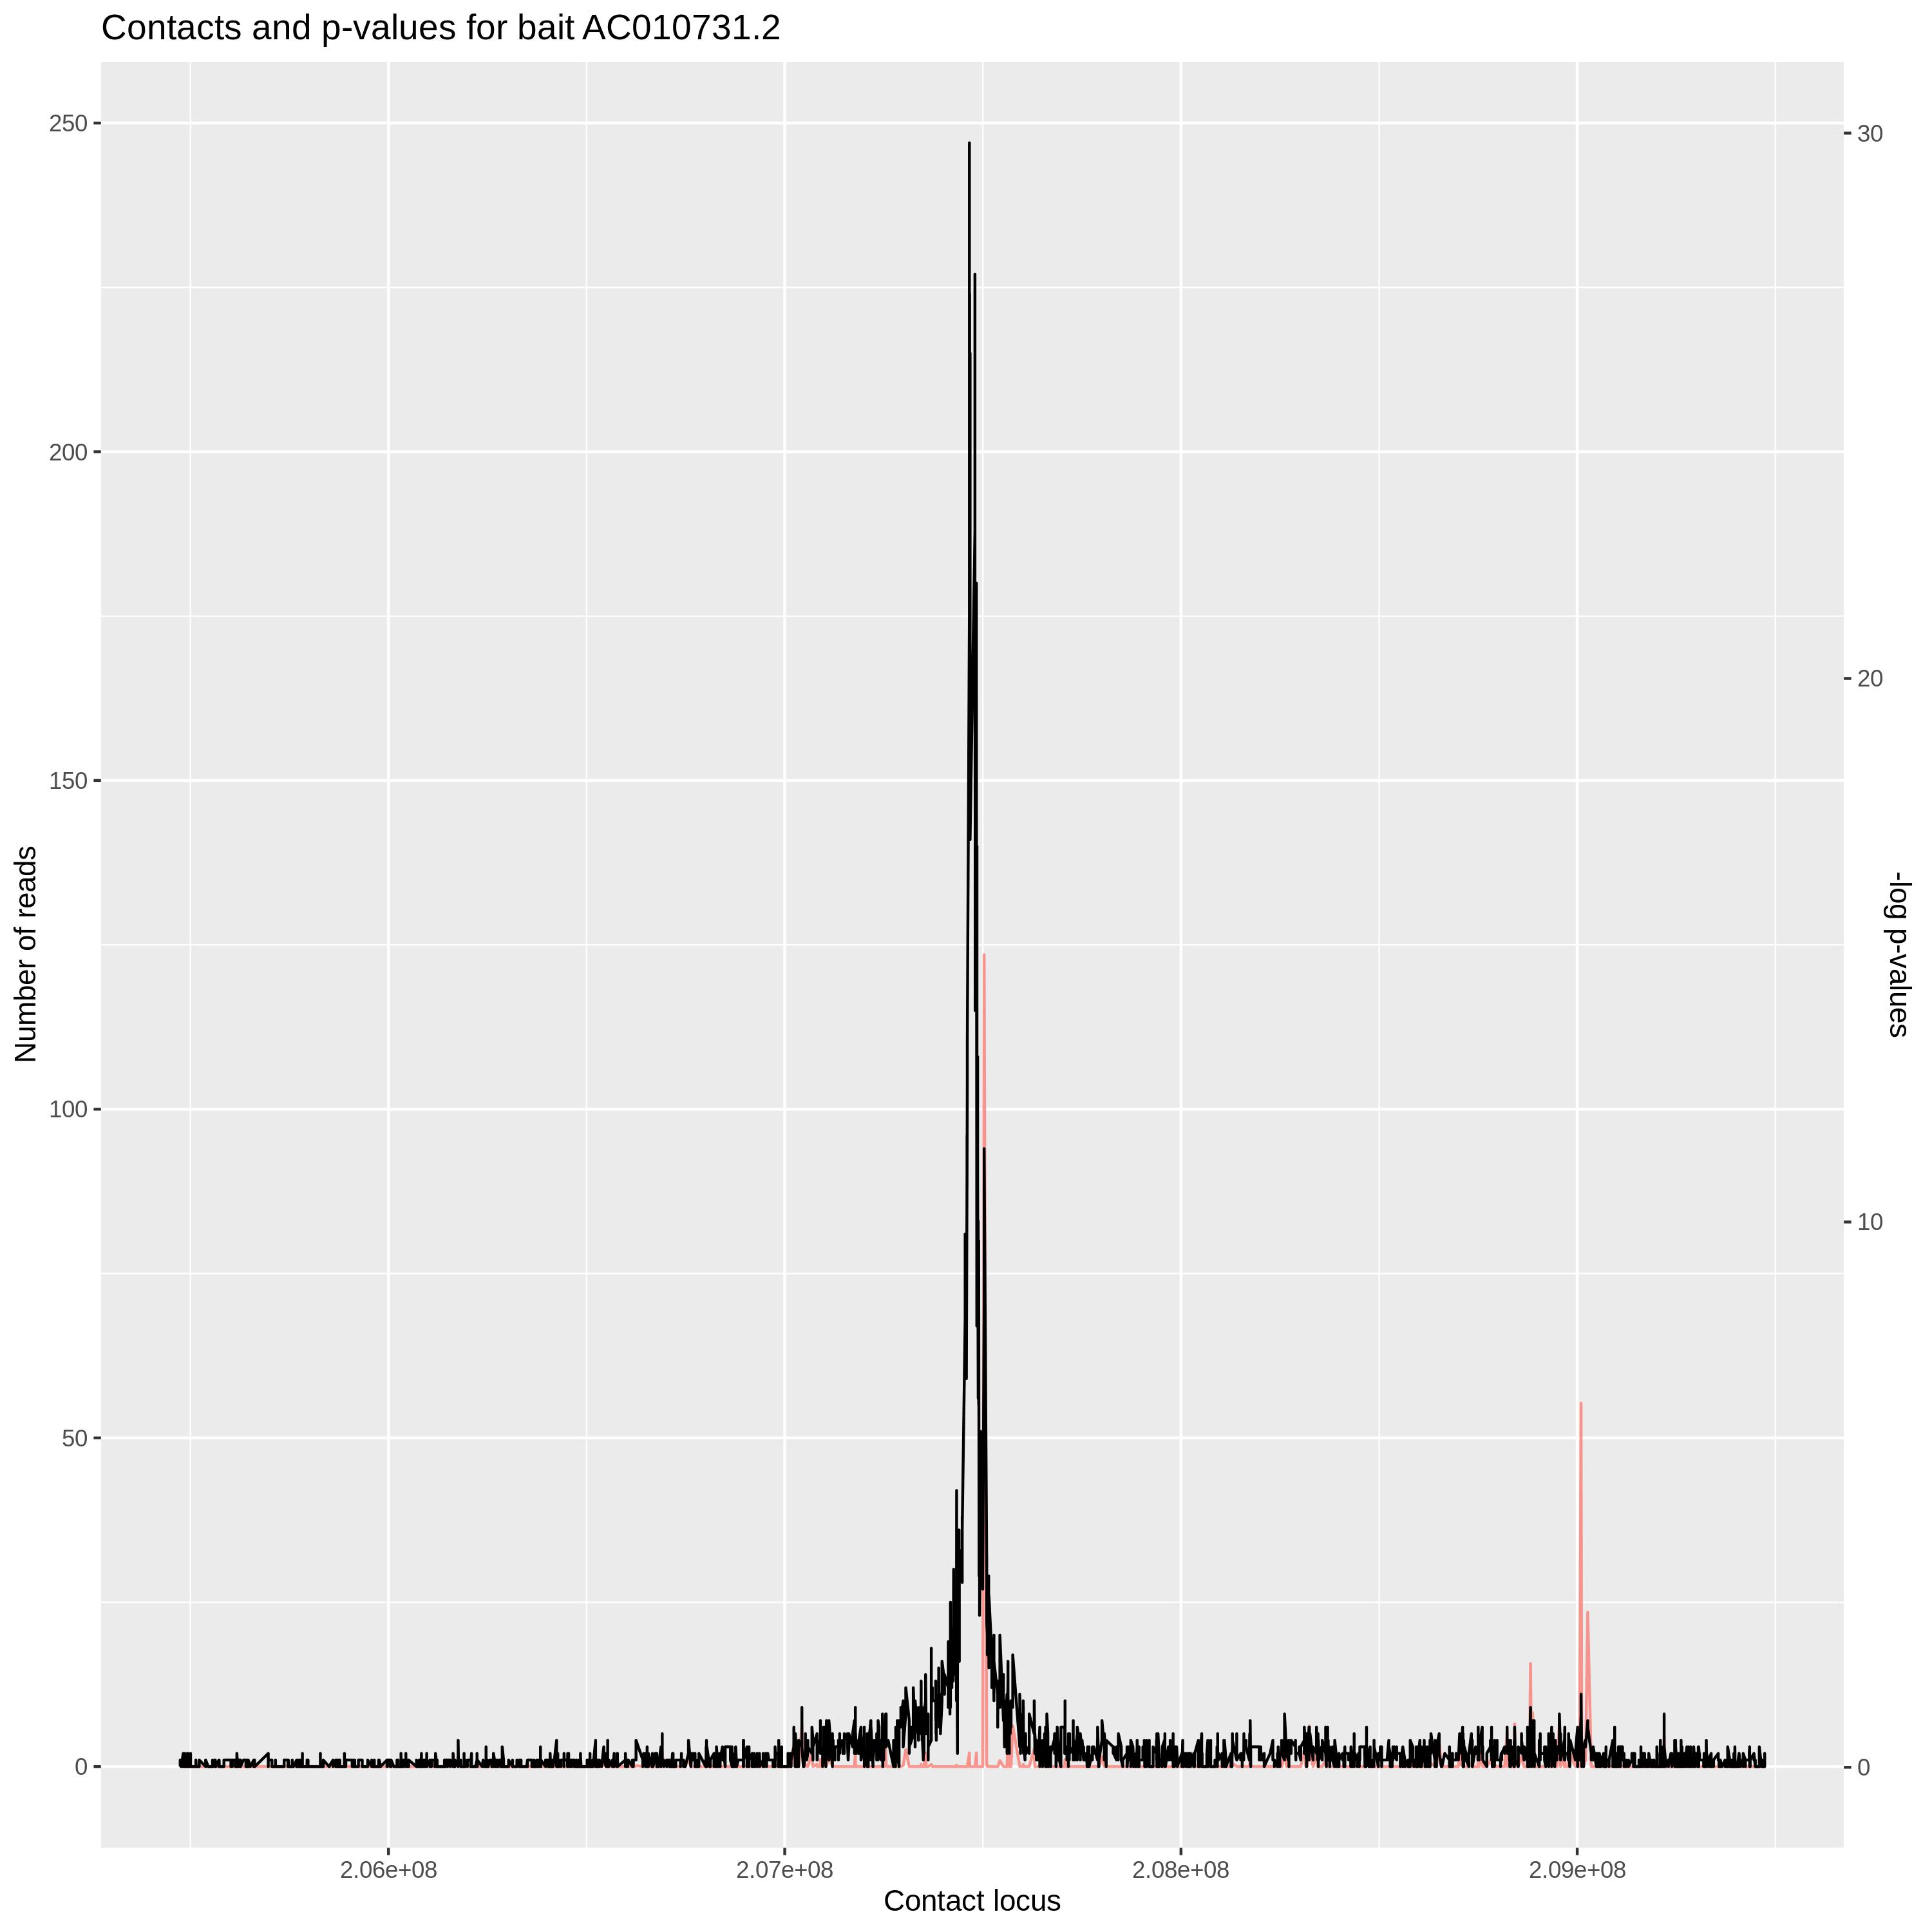 Contacts and p-values for bait AC010731.2
250
200
150
100
50
0
Number of reads
30
20
10
0
-log p-values
2.06e+08
2.07e+08
2.08e+08
2.09e+08
Contact locus